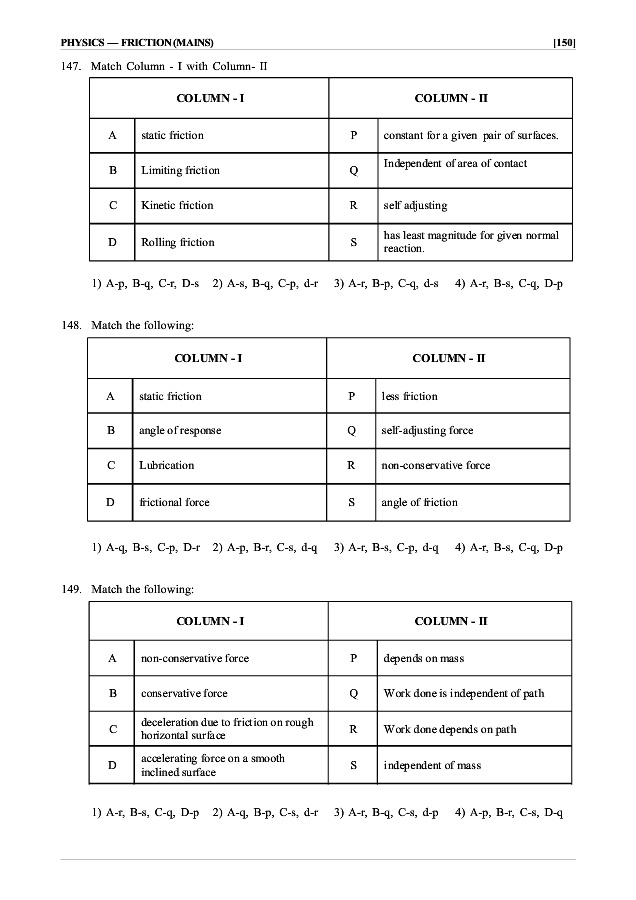 PHYSICS — FRICTION(MAINS) [150]
147. Match Column - I with Column- II
COLUMN - I COLUMN - II
A static friction P constant for a given pair of surfaces.
B Limiting friction Q Independent of area of contact
C Kinetic friction R self adjusting
D Rolling friction S has least magnitude for given normal
reaction.
1) A-p, B-q, C-r, D-s 2) A-s, B-q, C-p, d-r 3) A-r, B-p, C-q, d-s 4) A-r, B-s, C-q, D-p
148. Match the following:
COLUMN - I COLUMN - II
A static friction P less friction
B angle of response Q self-adjusting force
C Lubrication R non-conservative force
D frictional force S angle of friction
1) A-q, B-s, C-p, D-r 2) A-p, B-r, C-s, d-q 3) A-r, B-s, C-p, d-q 4) A-r, B-s, C-q, D-p
149. Match the following:
COLUMN - I COLUMN - II
A non-conservative force P depends on mass
B conservative force Q Work done is independent of path
C deceleration due to friction on rough
horizontal surface R Work done depends on path
D accelerating force on a smooth
inclined surface S independent of mass
1) A-r, B-s, C-q, D-p 2) A-q, B-p, C-s, d-r 3) A-r, B-q, C-s, d-p 4) A-p, B-r, C-s, D-q